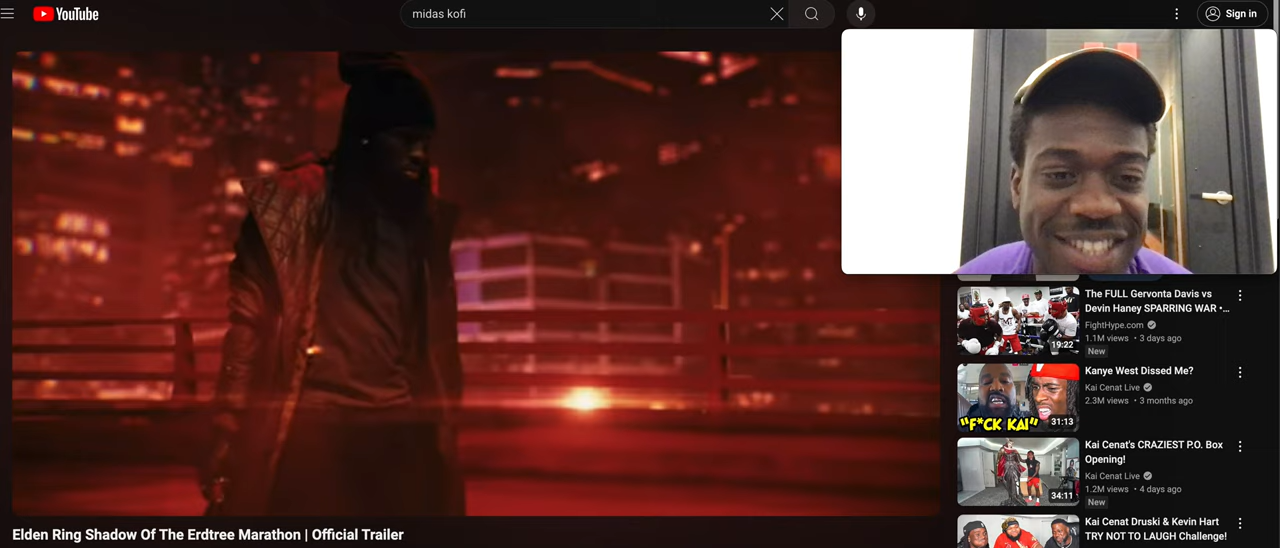 YouTube
midas kofi
Sign in
The FULL Gervonta Davis vs
Devin Haney SPARRING WAR •...
FightHype.com
1.1M views • 3 days ago
19:22
New
Kanye West Dissed Me?
Kai Cenat Live
2.3M views • 3 months ago
"F*CK KAI"
31:13
Kai Cenat's CRAZIEST P.O. Box
Opening!
Kai Cenat Live
1.2M views • 4 days ago
34:11
New
Kai Cenat Druski & Kevin Hart
TRY NOT TO LAUGH Challenge!
Elden Ring Shadow Of The Erdtree Marathon | Official Trailer